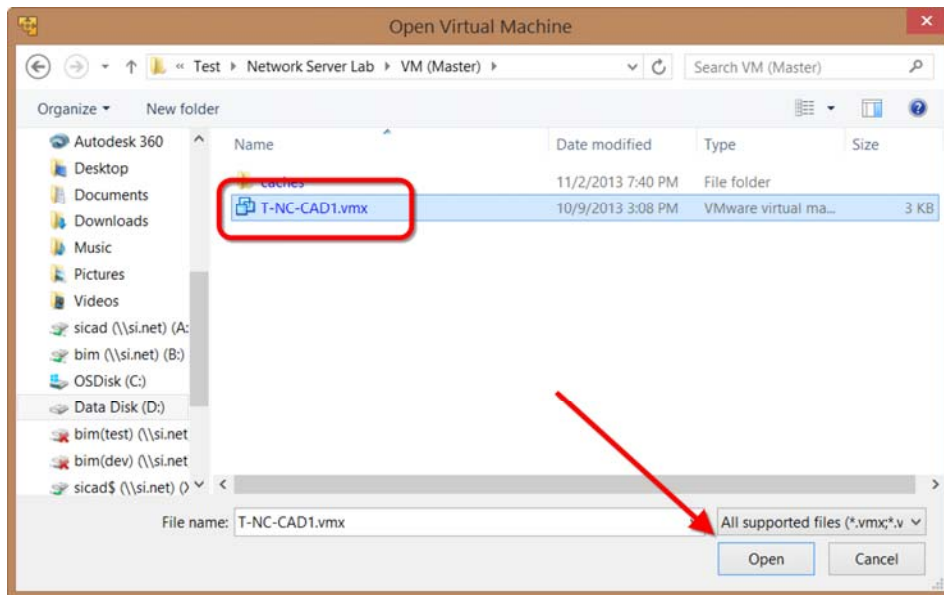 Open Virtual Machine
« Test ▸ Network Server Lab ▸ VM (Master) ▸ Search VM (Master)
Organize New folder
Name Date modified Type Size
Autodesk 360
Desktop
Documents
Downloads
Music
Pictures
Videos
sicad (\\si.net) (A:
bim (\\si.net) (B:)
OSDisk (C:)
Data Disk (D:)
bim(test) (\\si.net
bim(dev) (\\si.net
sicad$ (\\si.net) (
caches 11/2/2013 7:40 PM File folder
T-NC-CAD1.vmx 10/9/2013 3:08 PM VMware virtual ma... 3 KB
File name: T-NC-CAD1.vmx All supported files (*.vmx;*.v
Open Cancel